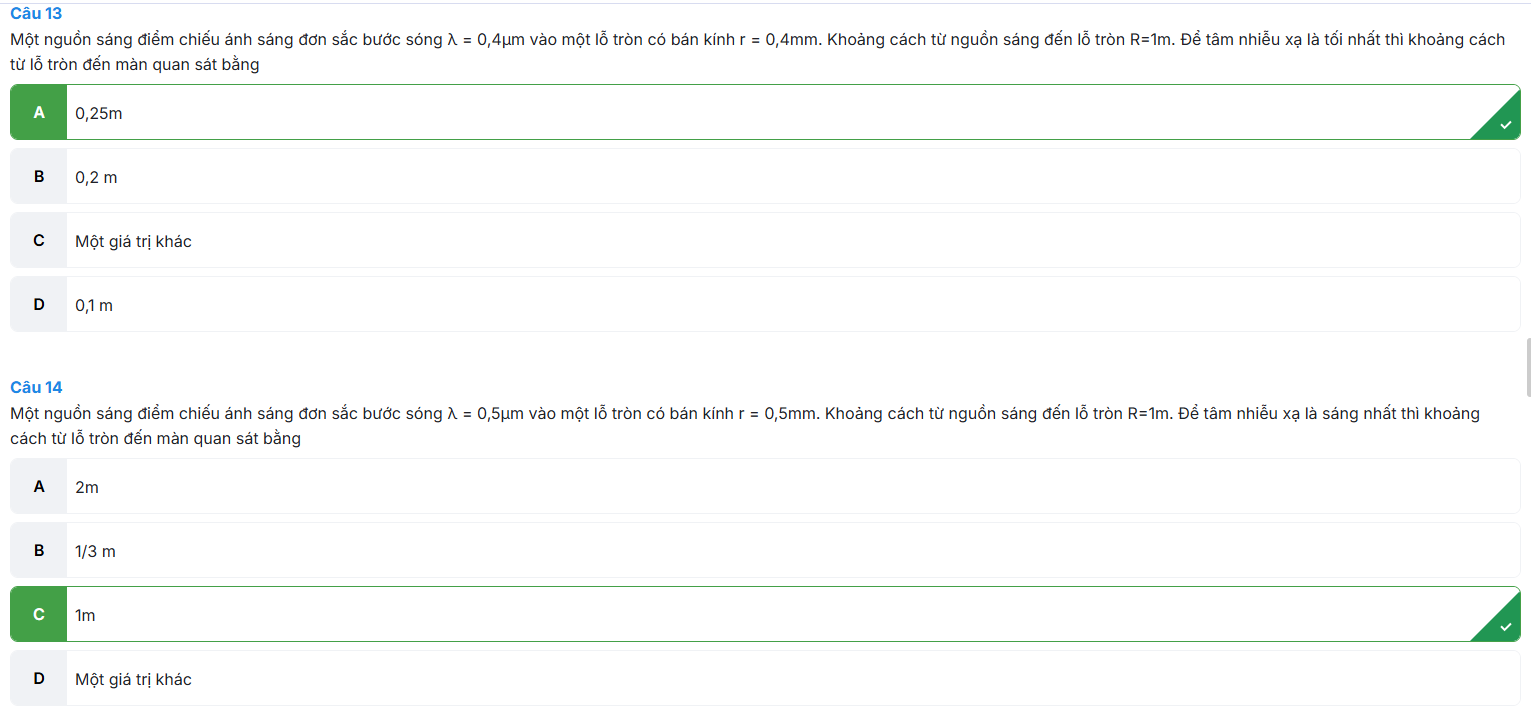 Câu 13
Một nguồn sáng điểm chiếu ánh sáng đơn sắc bước sóng λ = 0,4μm vào một lỗ tròn có bán kính r = 0,4mm. Khoảng cách từ nguồn sáng đến lỗ tròn R=1m. Để tâm nhiễu xạ là tối nhất thì khoảng cách
từ lỗ tròn đến màn quan sát bằng
A 0,25m
B 0,2 m
C Một giá trị khác
D 0,1 m
Câu 14
Một nguồn sáng điểm chiếu ánh sáng đơn sắc bước sóng λ = 0,5μm vào một lỗ tròn có bán kính r = 0,5mm. Khoảng cách từ nguồn sáng đến lỗ tròn R=1m. Để tâm nhiễu xạ là sáng nhất thì khoảng
cách từ lỗ tròn đến màn quan sát bằng
A 2m
B 1/3 m
C 1m
D Một giá trị khác